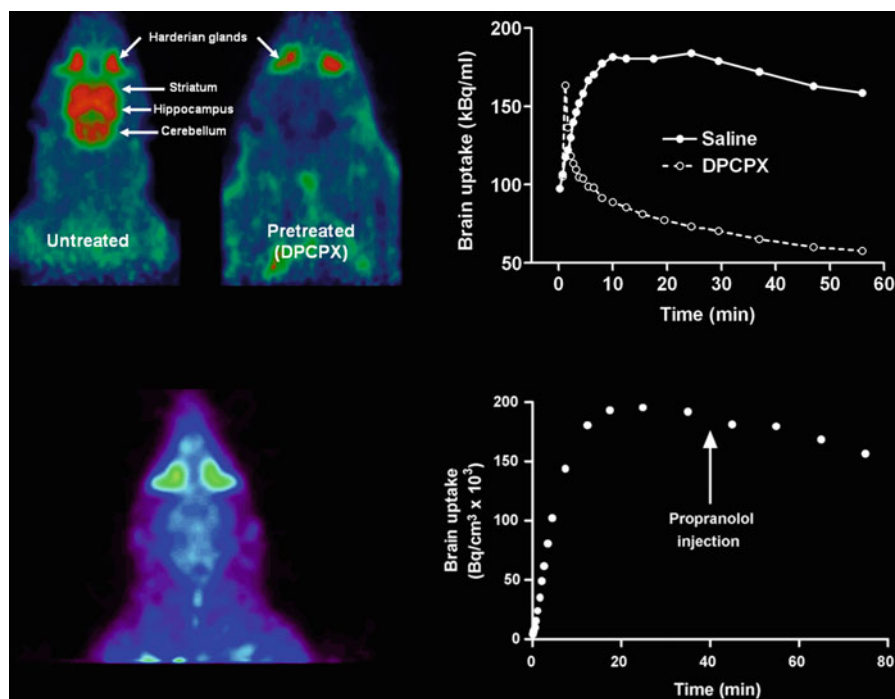 Harderian glands
Striatum
Hippocampus
Cerebellum
Untreated
Pretreated
(DPCPX)
Brain uptake (kBq/ml)
200
150
100
50
0 10 20 30 40 50 60
Time (min)
Saline
DPCPX
Brain uptake
(Bq/cm³ x 10³)
200
150
100
50
0
0 20 40 60 80
Time (min)
Propranolol
injection